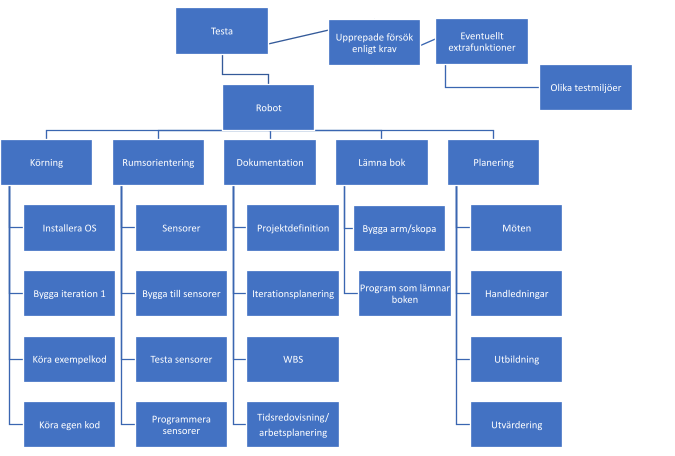 Testa
Upprepade försök
enligt krav
Eventuellt
extrafunktioner
Olika testmiljöer
Robot
Körning
Rumsorientering
Dokumentation
Lämna bok
Planering
Installera OS
Sensorer
Projektdefinition
Bygga arm/skopa
Möten
Bygga iteration 1
Bygga till sensorer
Iterationsplanering
Program som lämnar
boken
Handledningar
Köra exempelkod
Testa sensorer
WBS
Utbildning
Köra egen kod
Programmera
sensorer
Tidsredovisning/
arbetsplanering
Utvärdering